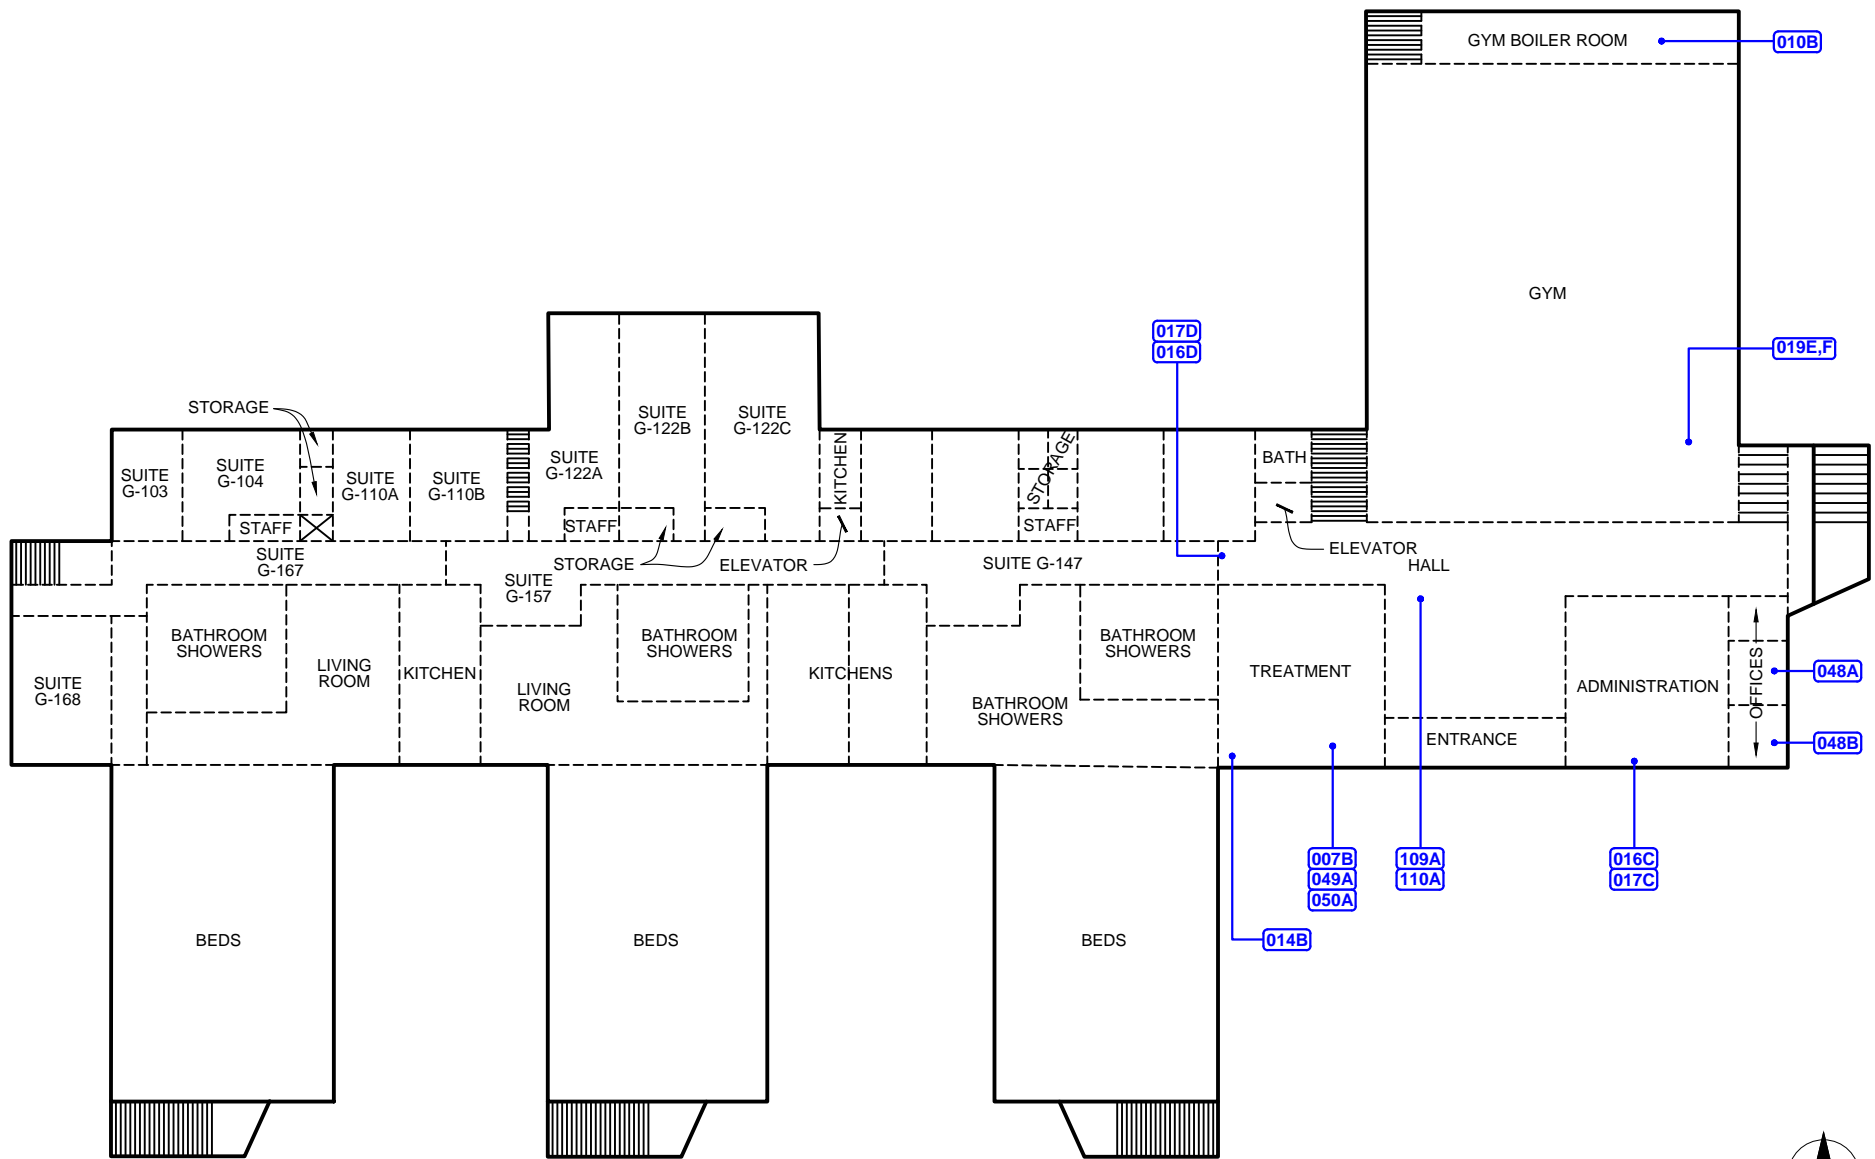 GYM BOILER ROOM
010B
GYM
017D
016D
019E,F
STORAGE
SUITE
G-103
SUITE
G-104
STAFF
SUITE
G-110A
SUITE
G-110B
SUITE
G-122A
SUITE
G-122B
SUITE
G-122C
STAFF
KITCHEN
STORAGE
STAFF
BATH
SUITE
G-167
SUITE
G-157
STORAGE
ELEVATOR
SUITE G-147
ELEVATOR
HALL
SUITE
G-168
BATHROOM
SHOWERS
LIVING
ROOM
KITCHEN
LIVING
ROOM
BATHROOM
SHOWERS
KITCHENS
BATHROOM
SHOWERS
BATHROOM
SHOWERS
TREATMENT
ENTRANCE
ADMINISTRATION
OFFICES
048A
048B
007B
049A
050A
109A
110A
016C
017C
014B
BEDS
BEDS
BEDS